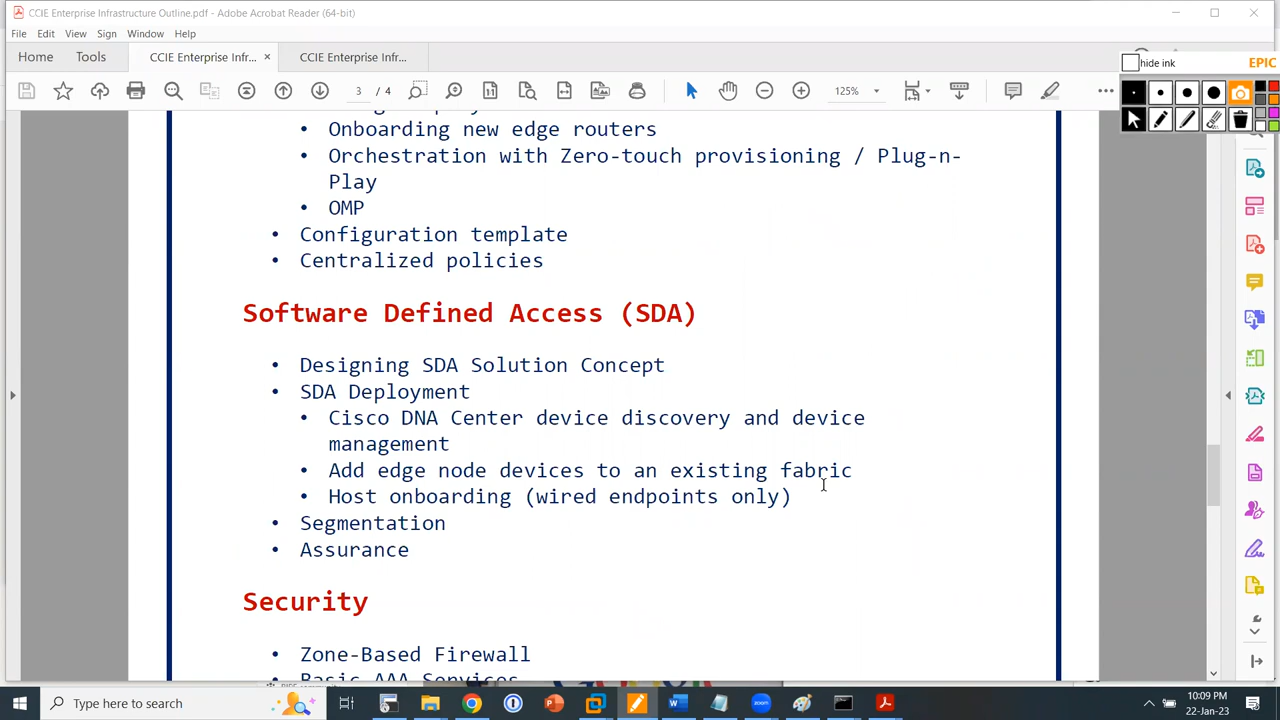 CCIE Enterprise Infrastructure Outline.pdf - Adobe Acrobat Reader (64-bit)
File Edit View Sign Window Help
hide ink EPIC
Home Tools CCIE Enterprise Infr... × CCIE Enterprise Infr...
3 / 4 125%
• Onboarding new edge routers
• Orchestration with Zero-touch provisioning / Plug-n-
Play
• OMP
• Configuration template
• Centralized policies
Software Defined Access (SDA)
• Designing SDA Solution Concept
• SDA Deployment
• Cisco DNA Center device discovery and device
management
• Add edge node devices to an existing fabric
• Host onboarding (wired endpoints only)
• Segmentation
• Assurance
Security
• Zone-Based Firewall
• Basic AAA Services
Type here to search
zoom
10:09 PM
22-Jan-23